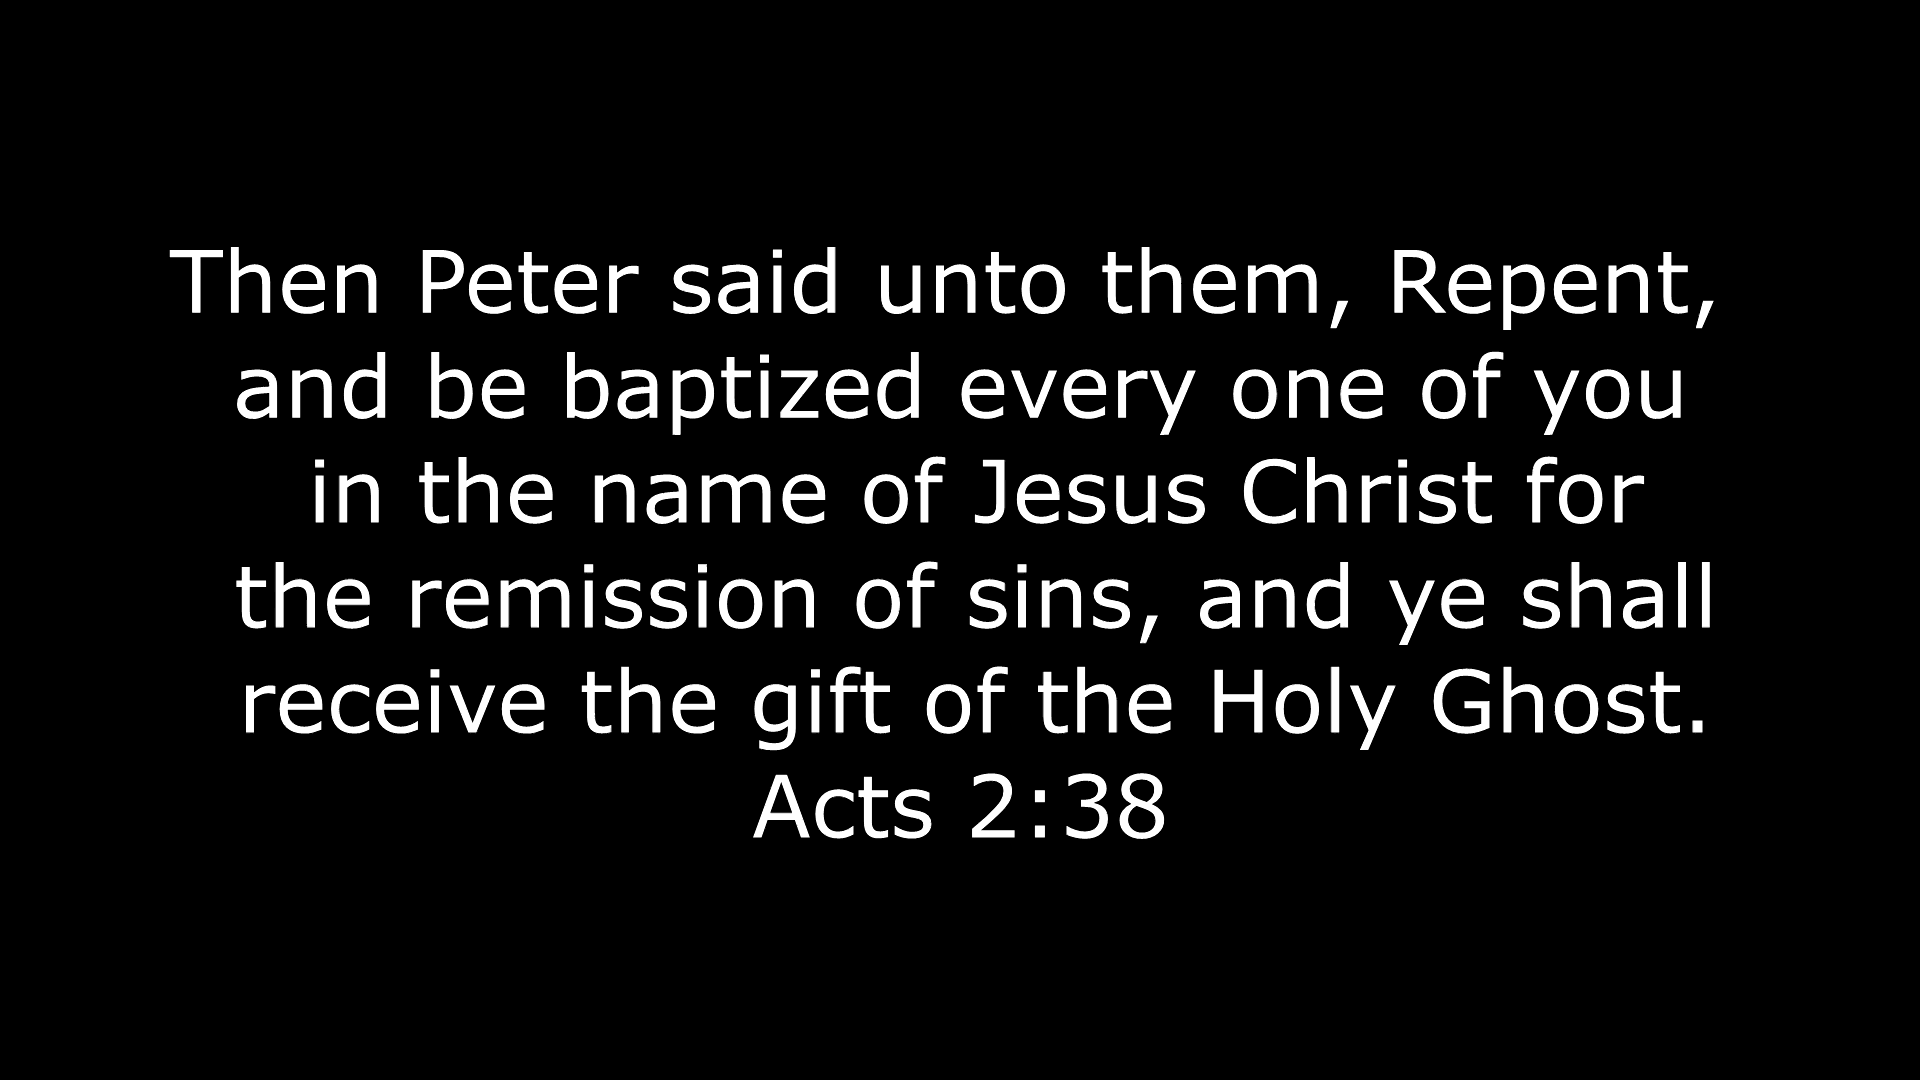 Then Peter said unto them, Repent,
and be baptized every one of you
in the name of Jesus Christ for
the remission of sins, and ye shall
receive the gift of the Holy Ghost.
Acts 2:38